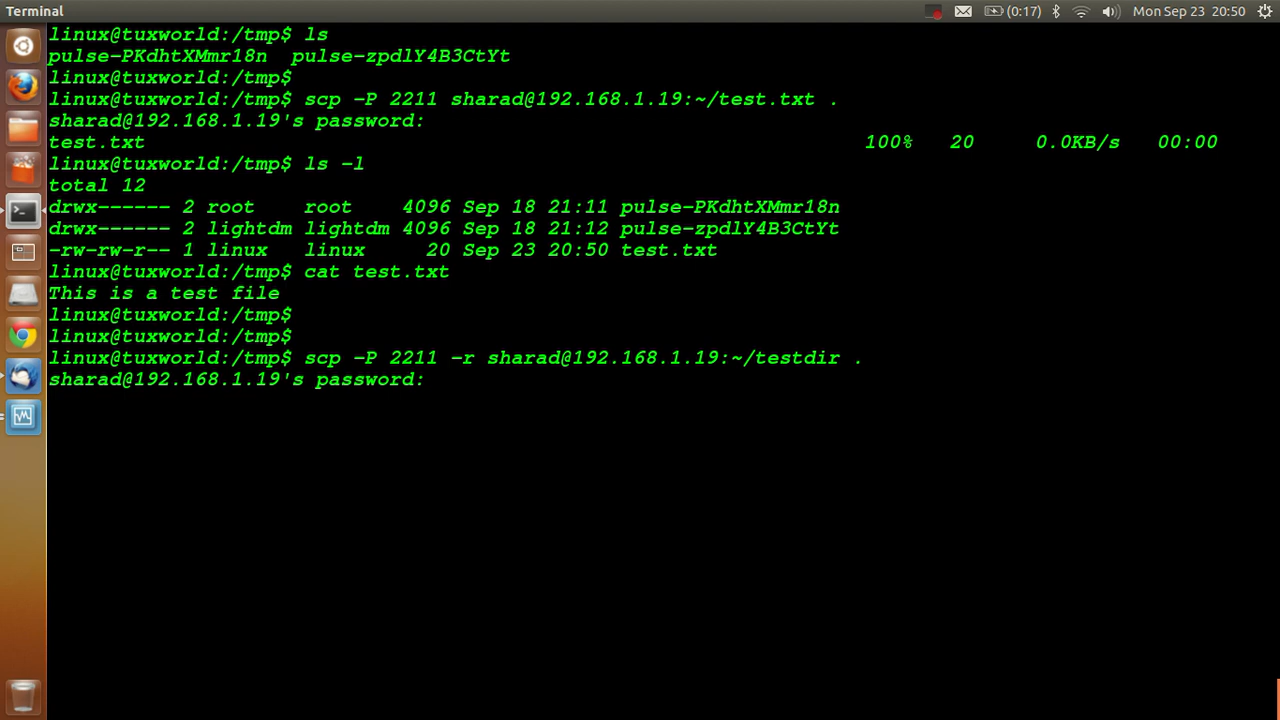 Terminal
(0:17)
Mon Sep 23 20:50
linux@tuxworld:/tmp$ ls
pulse-PKdhtXMmr18n  pulse-zpdlY4B3CtYt
linux@tuxworld:/tmp$
linux@tuxworld:/tmp$ scp -P 2211 sharad@192.168.1.19:~/test.txt .
sharad@192.168.1.19's password:
test.txt 100% 20 0.0KB/s 00:00
linux@tuxworld:/tmp$ ls -l
total 12
drwx------ 2 root    root    4096 Sep 18 21:11 pulse-PKdhtXMmr18n
drwx------ 2 lightdm lightdm 4096 Sep 18 21:12 pulse-zpdlY4B3CtYt
-rw-rw-r-- 1 linux   linux     20 Sep 23 20:50 test.txt
linux@tuxworld:/tmp$ cat test.txt
This is a test file
linux@tuxworld:/tmp$
linux@tuxworld:/tmp$
linux@tuxworld:/tmp$ scp -P 2211 -r sharad@192.168.1.19:~/testdir .
sharad@192.168.1.19's password: